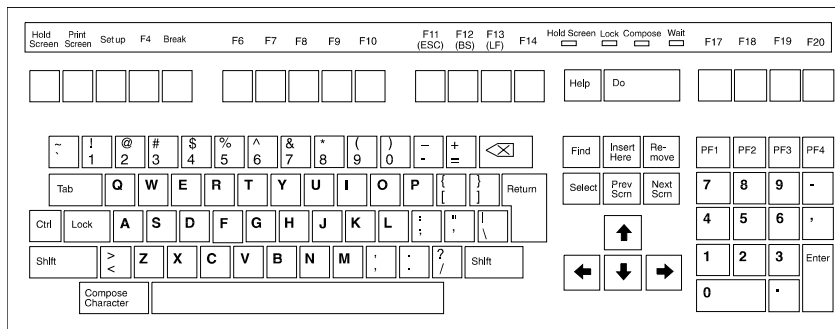 Hold Screen Print Screen Set up F4 Break F6 F7 F8 F9 F10 F11 (ESC) F12 (BS) F13 (LF) F14 Hold Screen Lock Compose Wait F17 F18 F19 F20
Help Do
~ ` ! 1 @ 2 # 3 $ 4 % 5 ^ 6 & 7 * 8 ( 9 ) 0 – - + = Find Insert Here Re- move PF1 PF2 PF3 PF4
Tab Q W E R T Y U I O P { [ } ] Return Select Prev Scrn Next Scrn 7 8 9 -
Ctrl Lock A S D F G H J K L : ; " ' | \ 4 5 6 ,
Shift > < Z X C V B N M , , . . ? / Shift 1 2 3 Enter
Compose Character 0 .